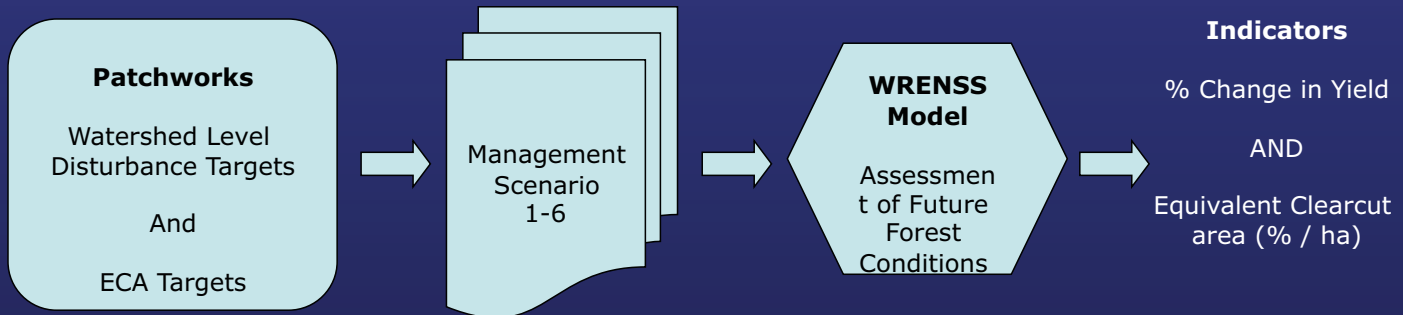 Patchworks
Watershed Level
Disturbance Targets
And
ECA Targets
Management
Scenario
1-6
WRENSS
Model
Assessmen
t of Future
Forest
Conditions
Indicators
% Change in Yield
AND
Equivalent Clearcut
area (% / ha)